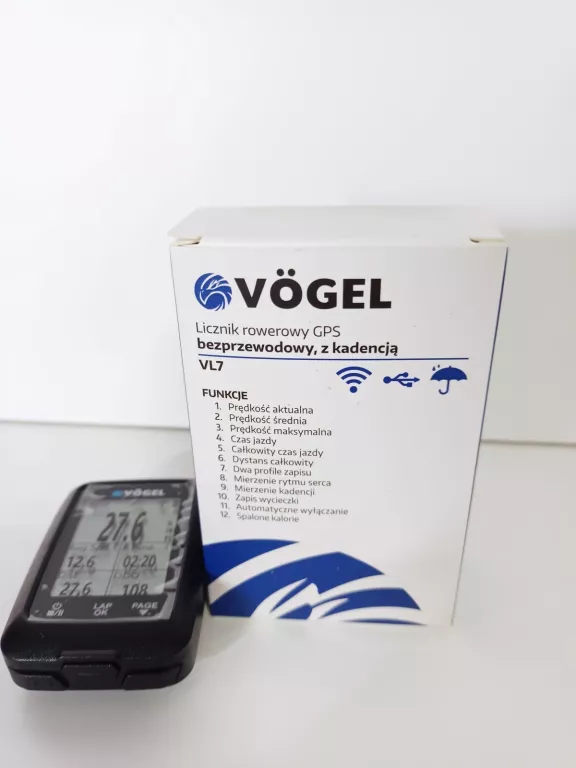 VÖGEL
Licznik rowerowy GPS
bezprzewodowy, z kadencją
VL7
FUNKCJE
1. Prędkość aktualna
2. Prędkość średnia
3. Prędkość maksymalna
4. Czas jazdy
5. Całkowity czas jazdy
6. Dystans całkowity
7. Dwa profile zapisu
8. Mierzenie rytmu serca
9. Mierzenie kadencji
10. Zapis wycieczki
11. Automatyczne wyłączanie
12. Spalone kalorie
VÖGEL
27.6
12.6 02:20
27.6 108
LAP PAGE
OK